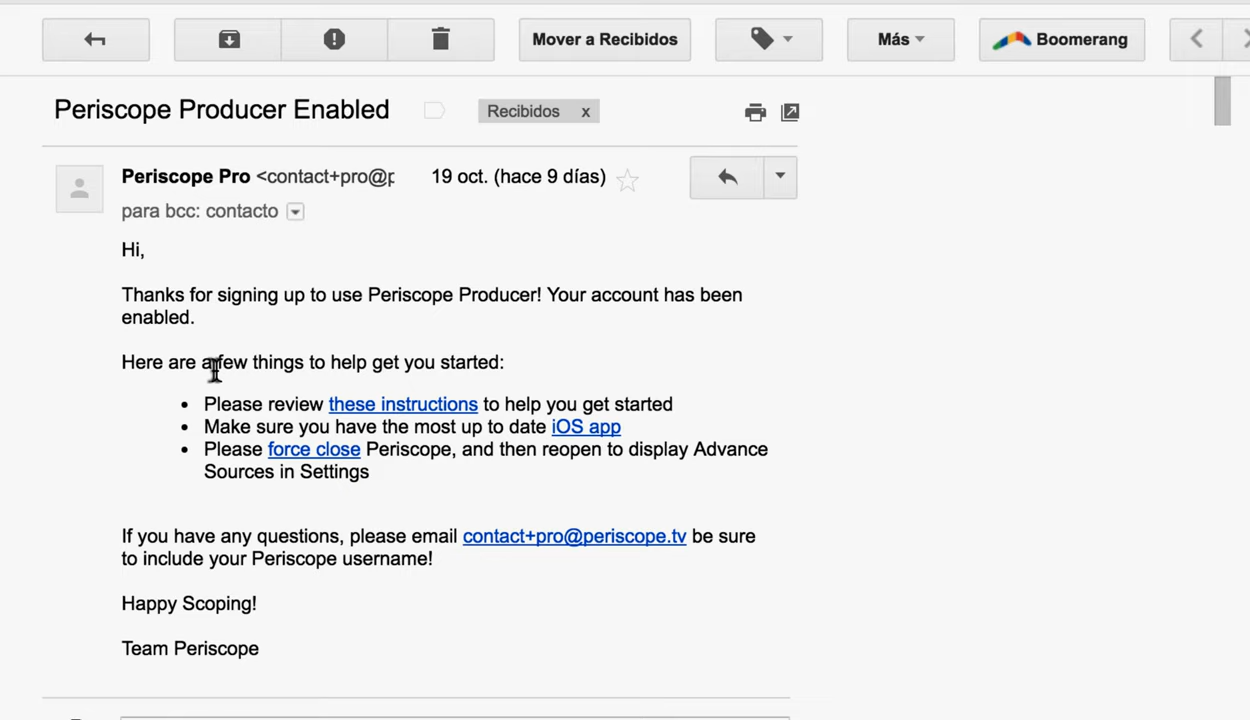 Mover a Recibidos Más Boomerang
Periscope Producer Enabled Recibidos x
Periscope Pro <contact+pro@p 19 oct. (hace 9 días)
para bcc: contacto
Hi,
Thanks for signing up to use Periscope Producer! Your account has been
enabled.
Here are a few things to help get you started:
• Please review these instructions to help you get started
• Make sure you have the most up to date iOS app
• Please force close Periscope, and then reopen to display Advance
Sources in Settings
If you have any questions, please email contact+pro@periscope.tv be sure
to include your Periscope username!
Happy Scoping!
Team Periscope